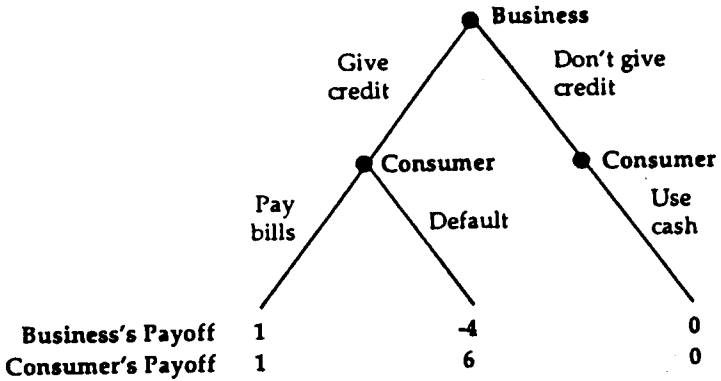 Business
Give
credit
Don't give
credit
Consumer
Consumer
Pay
bills
Default
Use
cash
Business's Payoff 1 -4 0
Consumer's Payoff 1 6 0